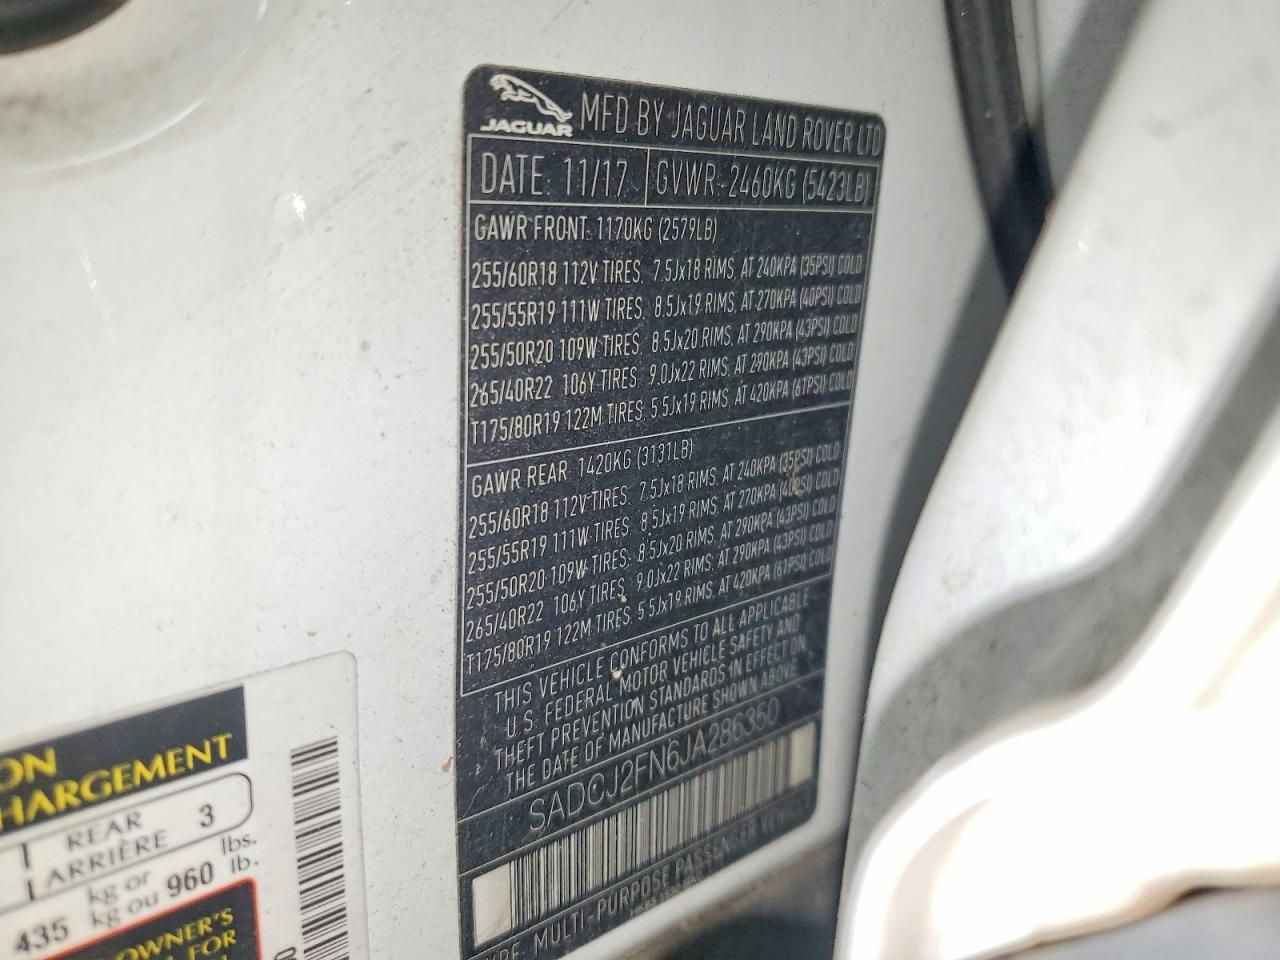 JAGUAR MFD BY JAGUAR LAND ROVER LTD
DATE: 11/17 GVWR: 2460KG (5423LB)
GAWR FRONT: 1170KG (2579LB)
255/60R18 112V TIRES, 7.5Jx18 RIMS, AT 240KPA (35PSI) COLD
255/55R19 111W TIRES, 8.5Jx19 RIMS, AT 270KPA (40PSI) COLD
255/50R20 109W TIRES, 8.5Jx20 RIMS, AT 290KPA (43PSI) COLD
265/40R22 106Y TIRES, 9.0Jx22 RIMS, AT 290KPA (43PSI) COLD
T175/80R19 122M TIRES, 5.5Jx19 RIMS, AT 420KPA (61PSI) COLD
GAWR REAR: 1420KG (3131LB)
255/60R18 112V TIRES, 7.5Jx18 RIMS, AT 240KPA (35PSI) COLD
255/55R19 111W TIRES, 8.5Jx19 RIMS, AT 270KPA (40PSI) COLD
255/50R20 109W TIRES, 8.5Jx20 RIMS, AT 290KPA (43PSI) COLD
265/40R22 106Y TIRES, 9.0Jx22 RIMS, AT 290KPA (43PSI) COLD
T175/80R19 122M TIRES, 5.5Jx19 RIMS, AT 420KPA (61PSI) COLD
THIS VEHICLE CONFORMS TO ALL APPLICABLE
U.S. FEDERAL MOTOR VEHICLE SAFETY AND
THEFT PREVENTION STANDARDS IN EFFECT ON
THE DATE OF MANUFACTURE SHOWN ABOVE
SADCJ2FN6JA286350
MULTI-PURPOSE PASSENGER VEHICLE
ON
HARGEMENT
REAR 3
ARRIÈRE
kg or lbs.
435 kg ou 960 lb.
OWNER'S
FOR